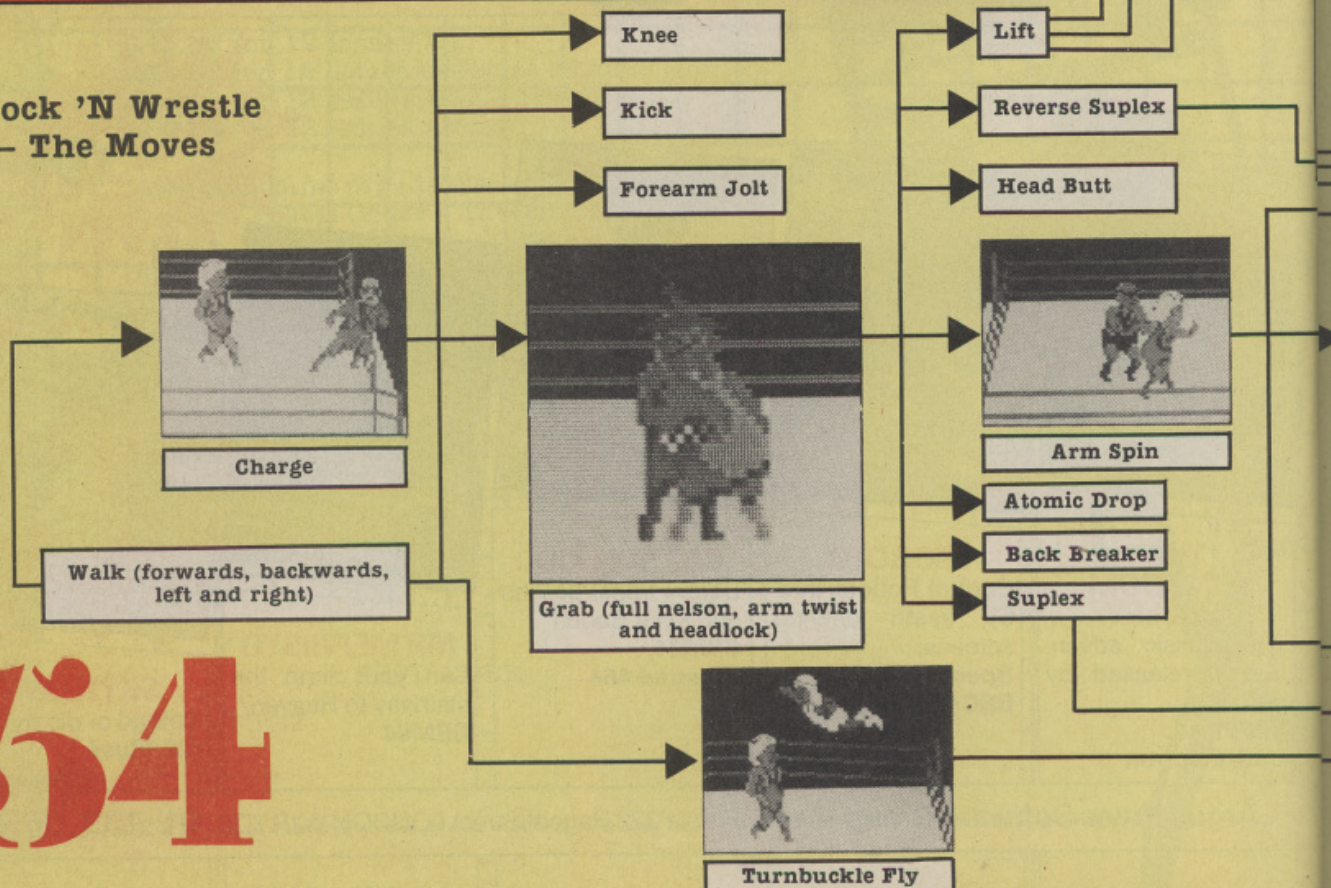 ock 'N Wrestle
– The Moves
Knee
Kick
Forearm Jolt
Lift
Reverse Suplex
Head Butt
Charge
Walk (forwards, backwards,
left and right)
Grab (full nelson, arm twist
and headlock)
Arm Spin
Atomic Drop
Back Breaker
Suplex
Turnbuckle Fly
64